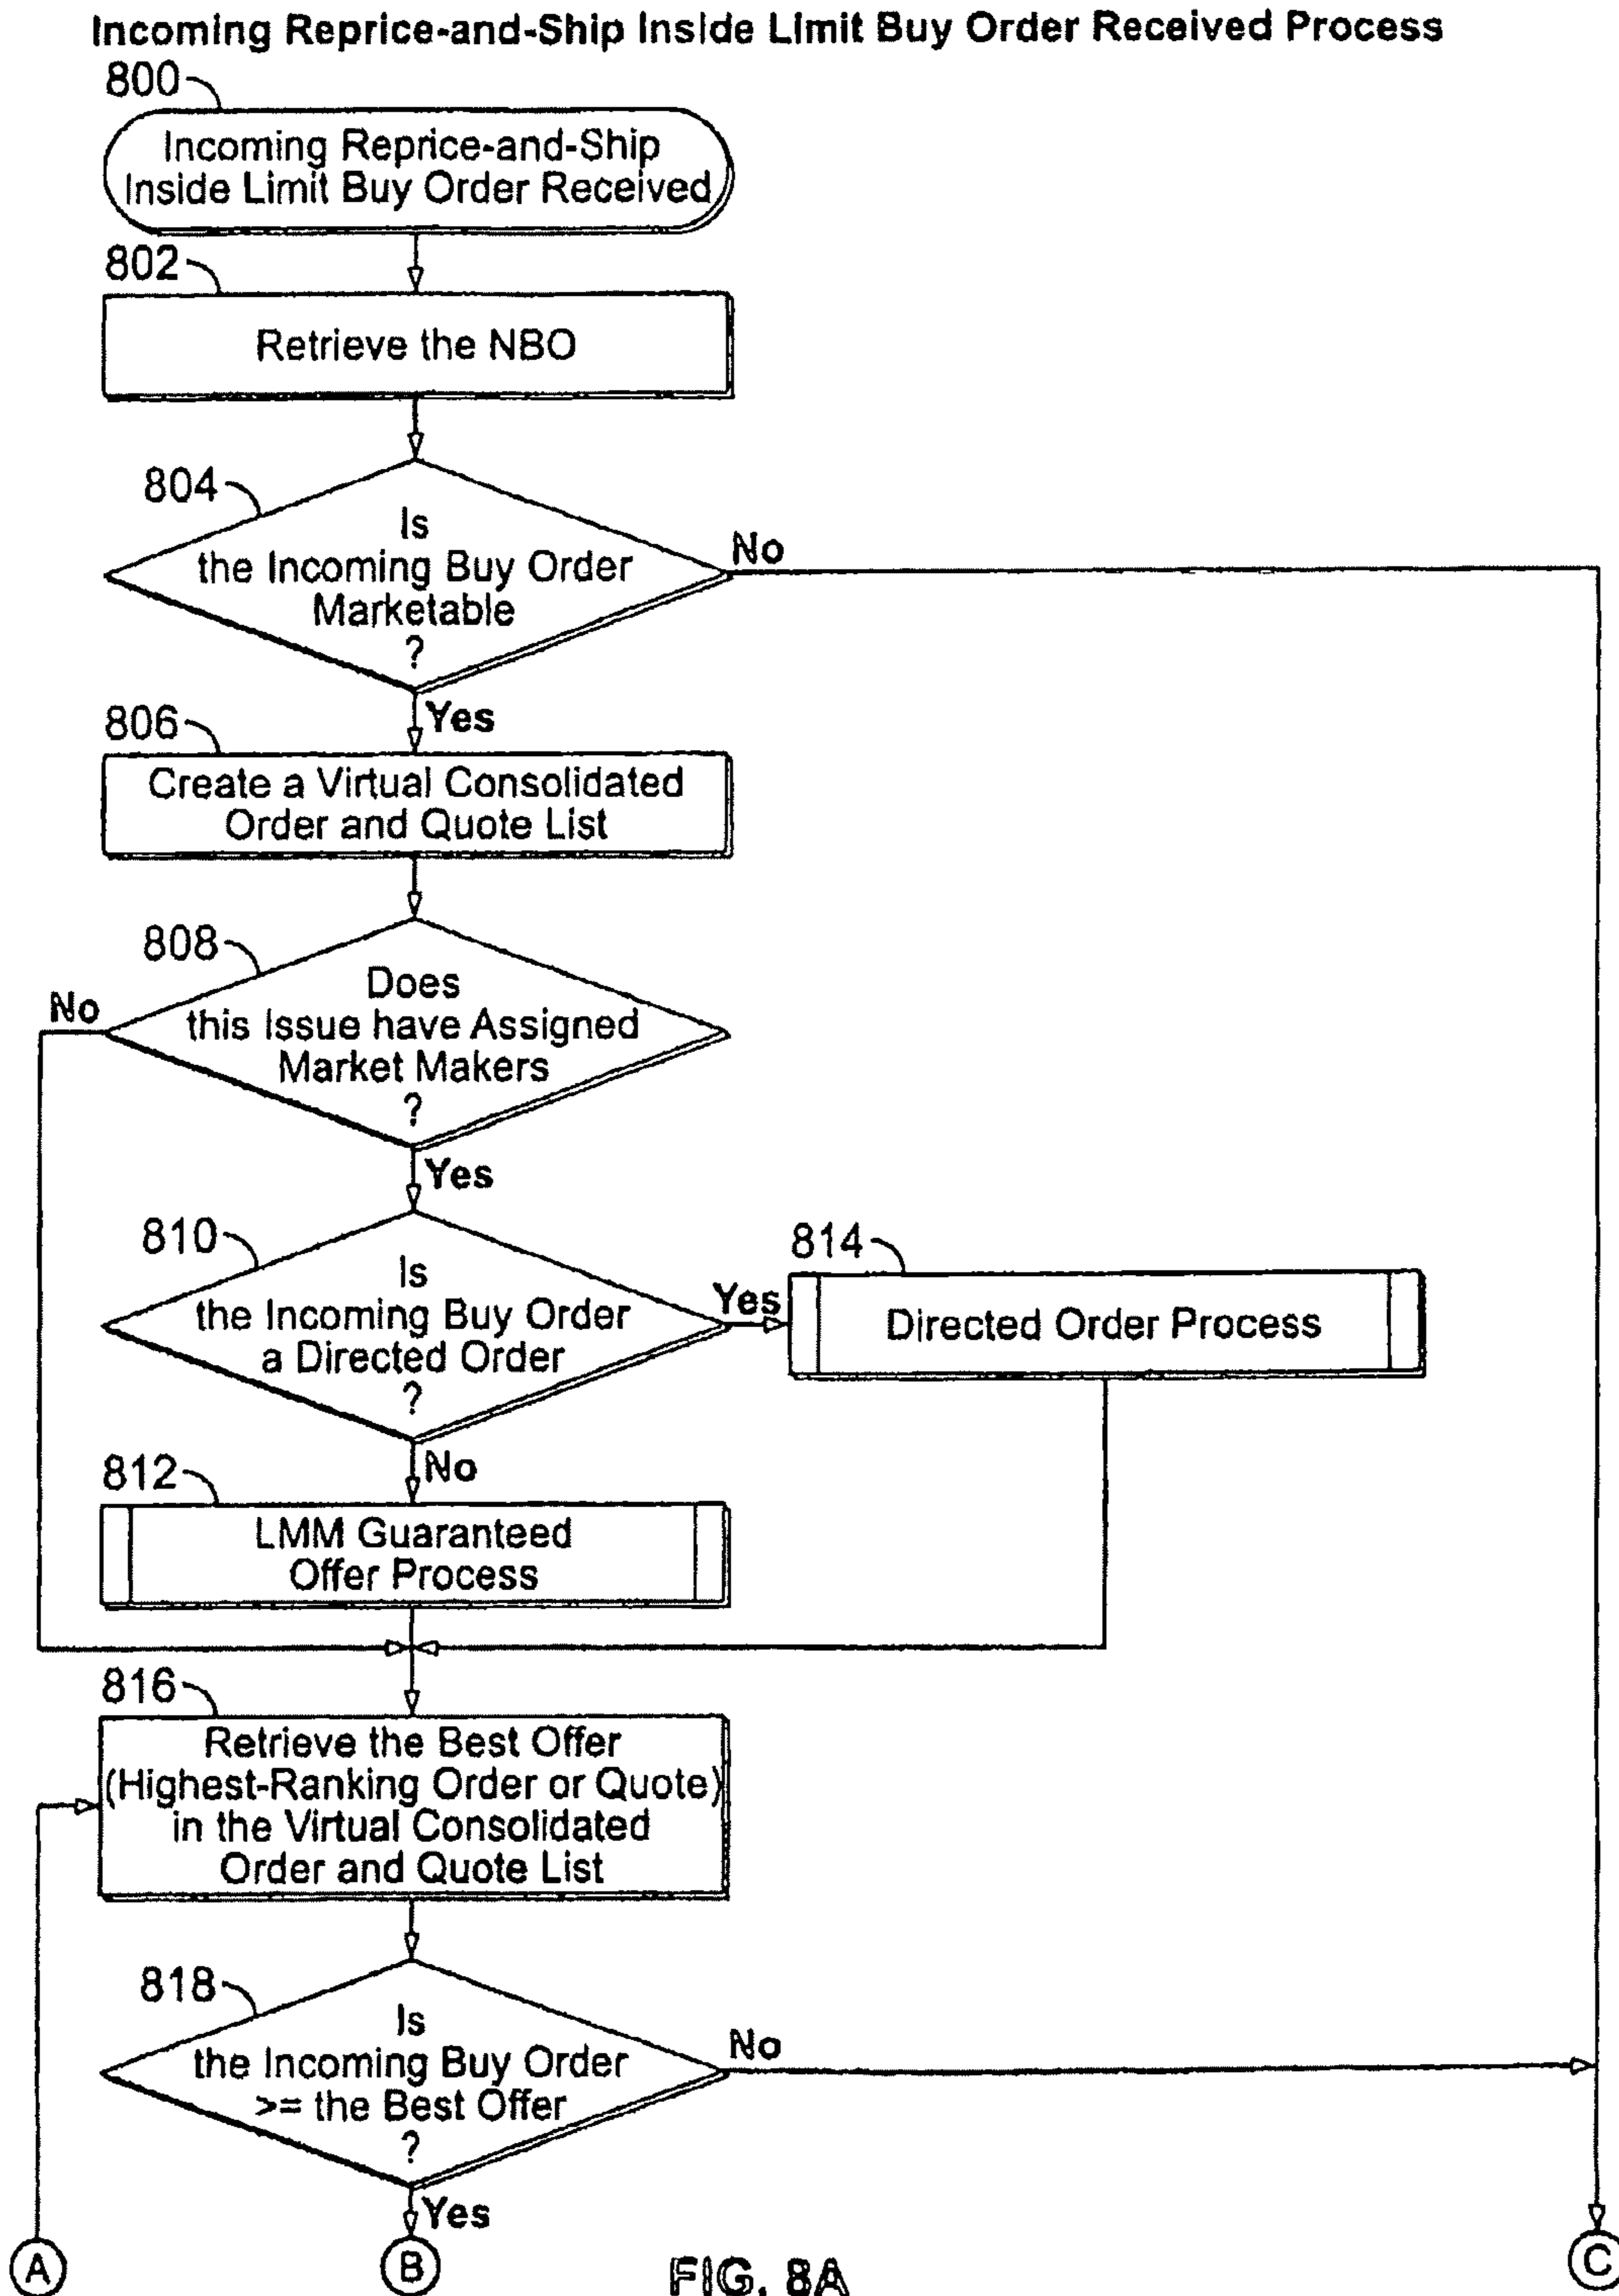 Incoming Reprice-and-Ship Inside Limit Buy Order Received Process
800
Incoming Reprice-and-Ship
Inside Limit Buy Order Received
802
Retrieve the NBO
804
Is
the Incoming Buy Order
Marketable
?
No
Yes
806
Create a Virtual Consolidated
Order and Quote List
808
Does
this Issue have Assigned
Market Makers
?
No
Yes
810
Is
the Incoming Buy Order
a Directed Order
?
Yes
814
Directed Order Process
No
812
LMM Guaranteed
Offer Process
816
Retrieve the Best Offer
(Highest-Ranking Order or Quote)
in the Virtual Consolidated
Order and Quote List
818
Is
the Incoming Buy Order
>= the Best Offer
?
No
Yes
A
B
C
FIG. 8A